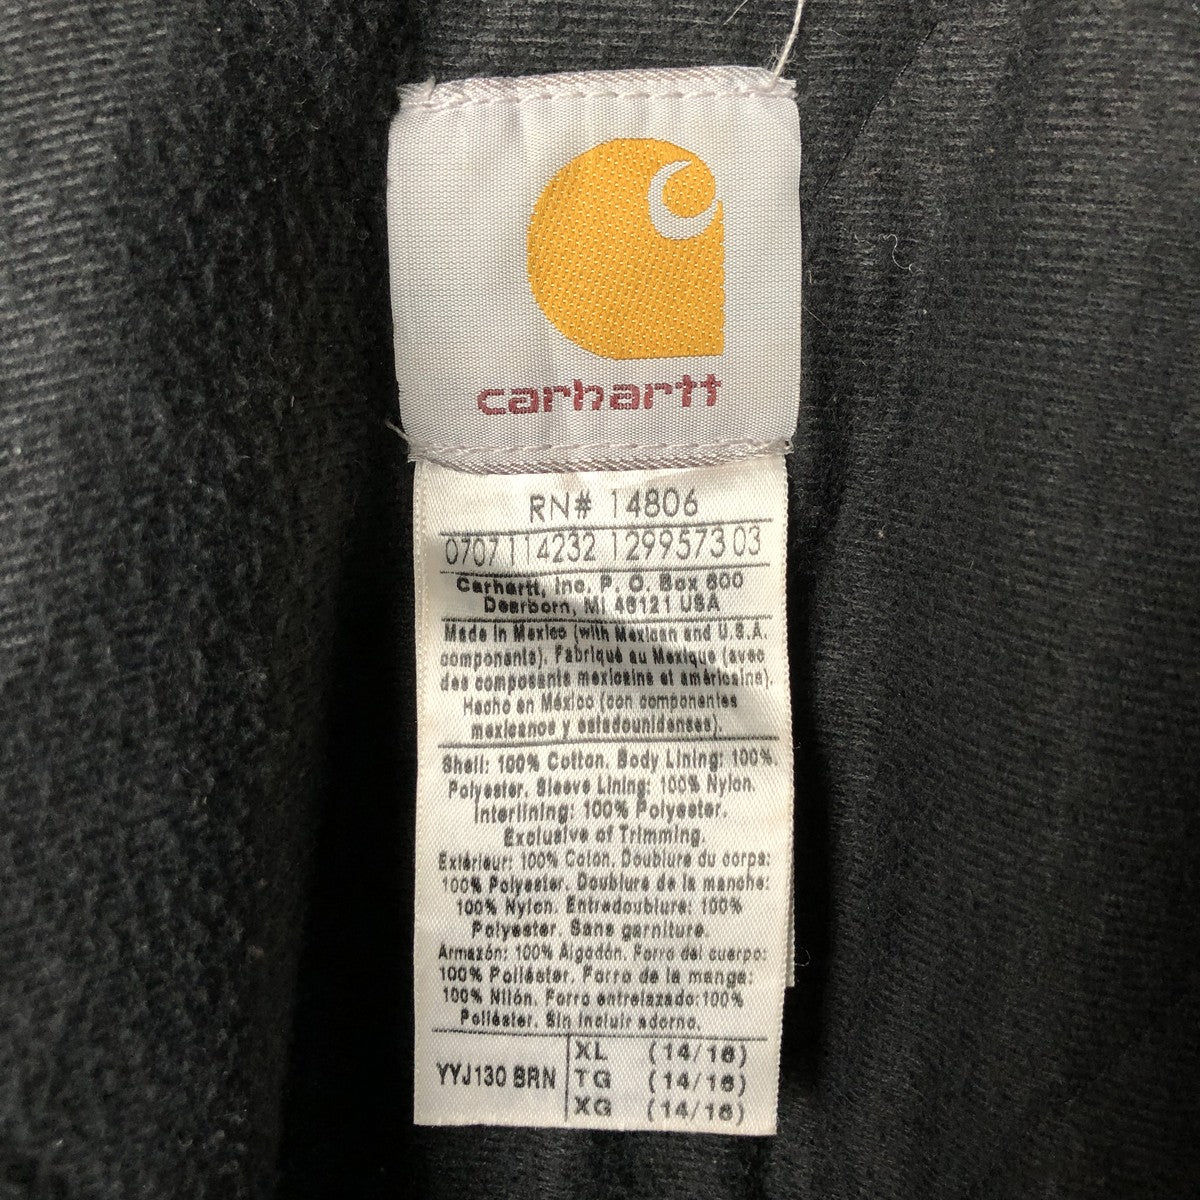 carhartt
RN# 14806
0707 114232 1299573 03
Carhartt, Inc. P. O. Box 600
Dearborn, MI 48121 USA
Made in Mexico (with Mexican and U.S.A.
components). Fabriqué au Mexique (avec
des composants mexicains et américains).
Hecho en México (con componentes
mexicanos y estadounidenses).
Shell: 100% Cotton. Body Lining: 100%
Polyester. Sleeve Lining: 100% Nylon.
Interlining: 100% Polyester.
Exclusive of Trimming.
Extérieur: 100% Coton. Doublure du corps:
100% Polyester. Doublure de la manche:
100% Nylon. Entredoublure: 100%
Polyester. Sans garniture.
Armazón: 100% Algodón. Forro del cuerpo:
100% Poliéster. Forro de la manga:
100% Nilón. Forro entrelazado:100%
Poliéster. Sin incluir adorno.
YYJ130 BRN
XL (14/16)
TG (14/16)
XG (14/16)